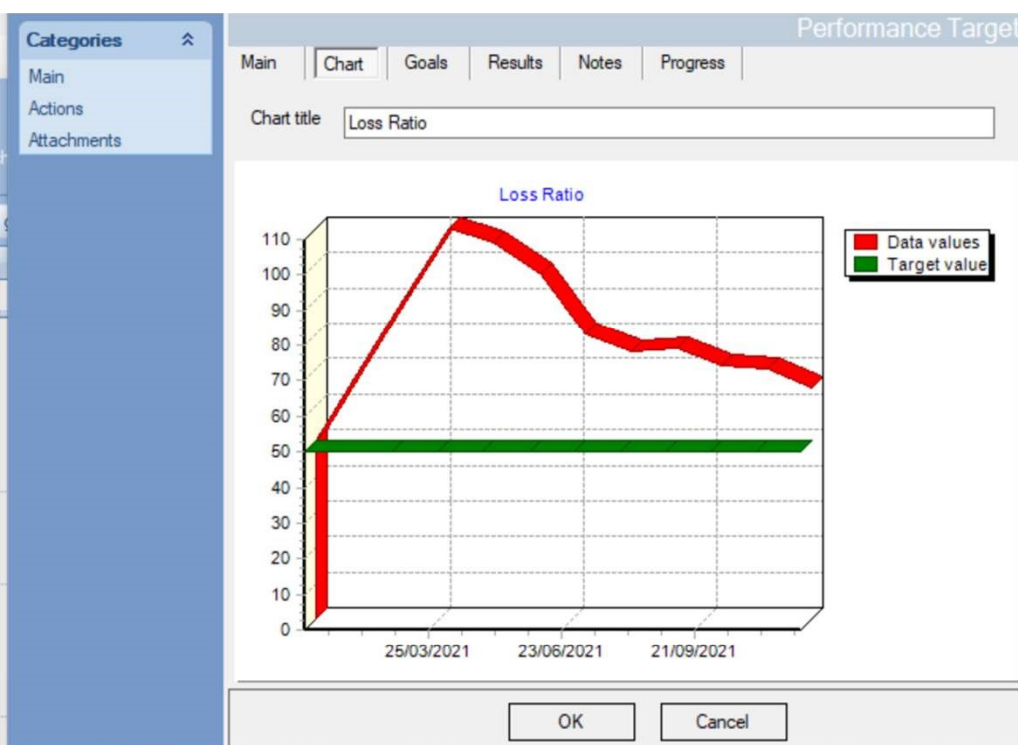 Performance Target
Categories
Main
Actions
Attachments
Main
Chart
Goals
Results
Notes
Progress
Chart title
Loss Ratio
Loss Ratio
110
100
90
80
70
60
50
40
30
20
10
0
25/03/2021
23/06/2021
21/09/2021
Data values
Target value
OK
Cancel